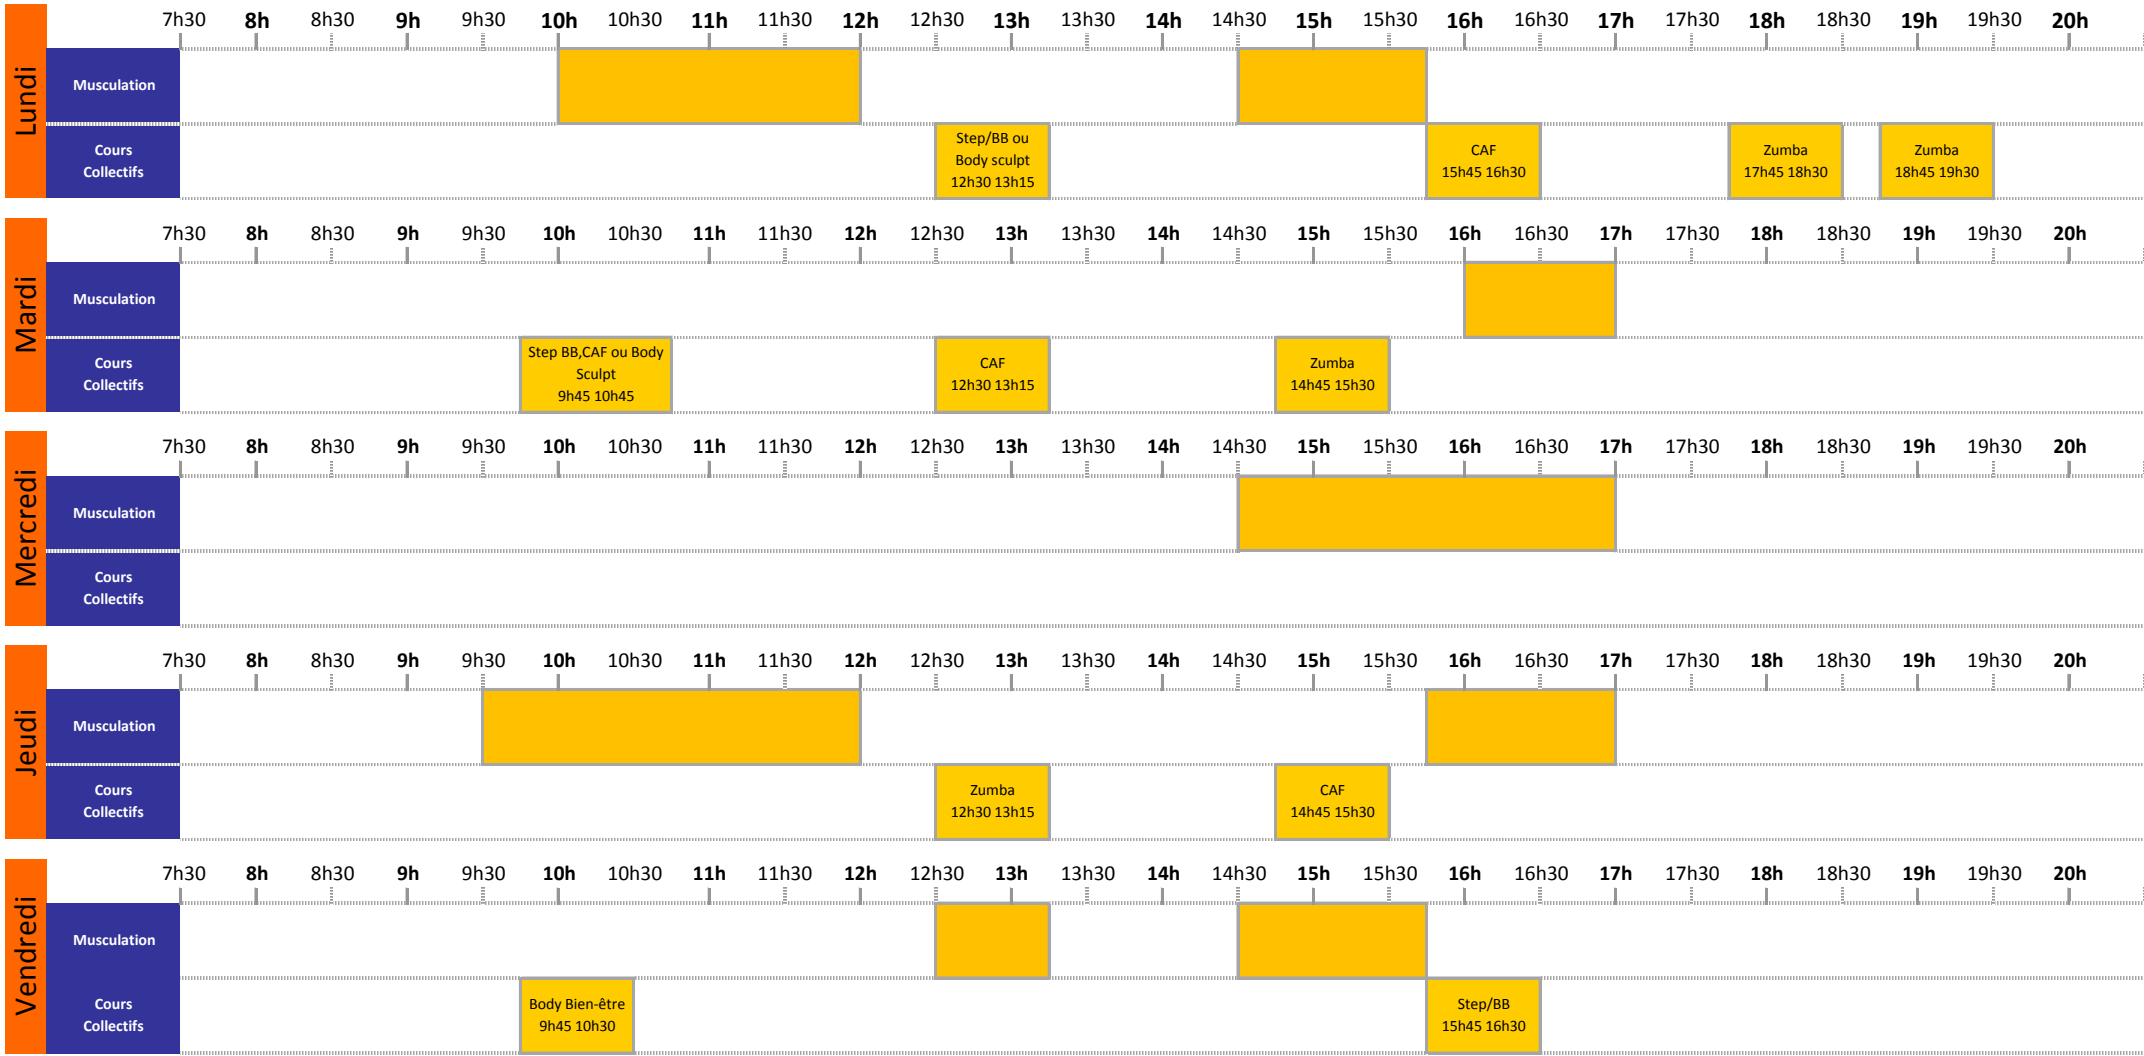 7h30 8h 8h30 9h 9h30 10h 10h30 11h 11h30 12h 12h30 13h 13h30 14h 14h30 15h 15h30 16h 16h30 17h 17h30 18h 18h30 19h 19h30 20h
Lundi
Musculation
Cours
Collectifs
Step/BB ou
Body sculpt
12h30 13h15
CAF
15h45 16h30
Zumba
17h45 18h30
Zumba
18h45 19h30
7h30 8h 8h30 9h 9h30 10h 10h30 11h 11h30 12h 12h30 13h 13h30 14h 14h30 15h 15h30 16h 16h30 17h 17h30 18h 18h30 19h 19h30 20h
Mardi
Musculation
Cours
Collectifs
Step BB,CAF ou Body
Sculpt
9h45 10h45
CAF
12h30 13h15
Zumba
14h45 15h30
7h30 8h 8h30 9h 9h30 10h 10h30 11h 11h30 12h 12h30 13h 13h30 14h 14h30 15h 15h30 16h 16h30 17h 17h30 18h 18h30 19h 19h30 20h
Mercredi
Musculation
Cours
Collectifs
7h30 8h 8h30 9h 9h30 10h 10h30 11h 11h30 12h 12h30 13h 13h30 14h 14h30 15h 15h30 16h 16h30 17h 17h30 18h 18h30 19h 19h30 20h
Jeudi
Musculation
Cours
Collectifs
Zumba
12h30 13h15
CAF
14h45 15h30
7h30 8h 8h30 9h 9h30 10h 10h30 11h 11h30 12h 12h30 13h 13h30 14h 14h30 15h 15h30 16h 16h30 17h 17h30 18h 18h30 19h 19h30 20h
Vendredi
Musculation
Cours
Collectifs
Body Bien-être
9h45 10h30
Step/BB
15h45 16h30